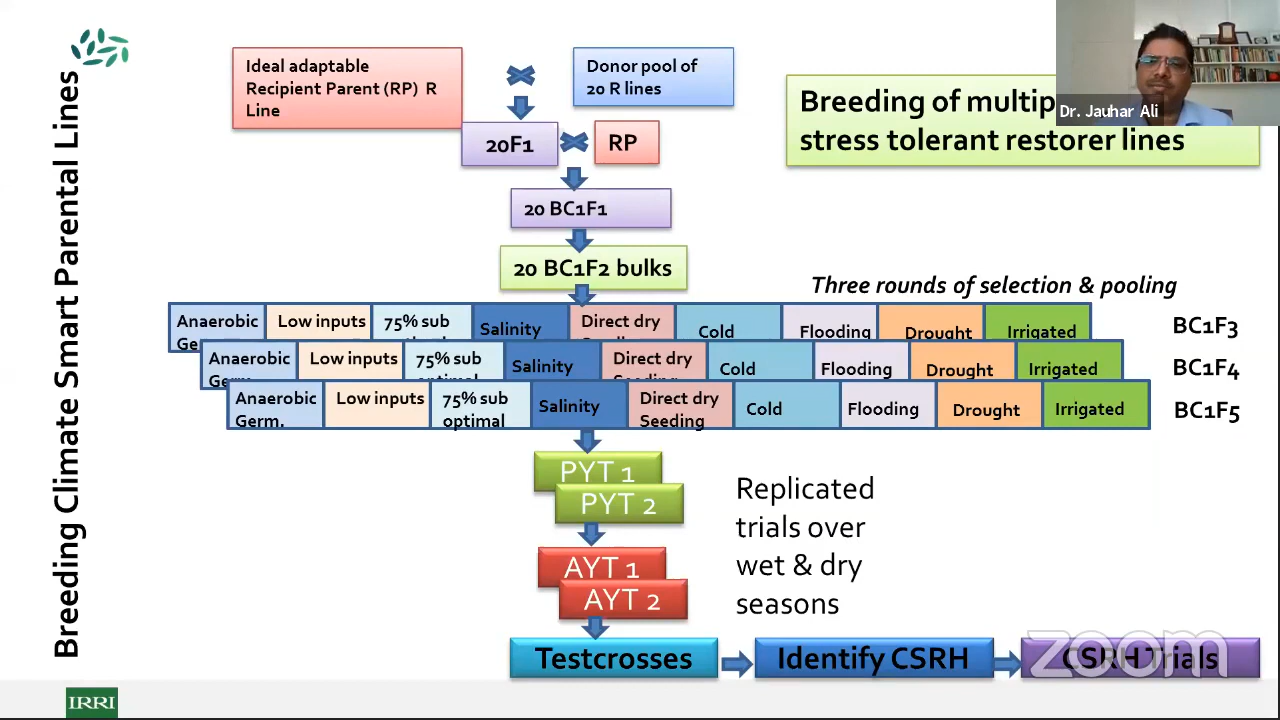 Breeding Climate Smart Parental Lines
Ideal adaptable
Recipient Parent (RP) R
Line
Donor pool of
20 R lines
Dr. Jauhar Ali
Breeding of
stress tolerant restorer lines
20F1
RP
20 BC1F1
20 BC1F2 bulks
Three rounds of selection & pooling
Anaerobic
Low inputs
75% sub
Salinity
Direct dry
Cold
Flooding
Drought
Irrigated
BC1F3
Anaerobic
Germ.
Low inputs
75% sub
optimal
Salinity
Direct dry
Seeding
Cold
Flooding
Drought
Irrigated
BC1F4
Anaerobic
Germ.
Low inputs
75% sub
optimal
Salinity
Direct dry
Seeding
Cold
Flooding
Drought
Irrigated
BC1F5
PYT 1
PYT 2
AYT 1
AYT 2
Replicated
trials over
wet & dry
seasons
Testcrosses
Identify CSRH
CSRH Trials
zoom
IRRI